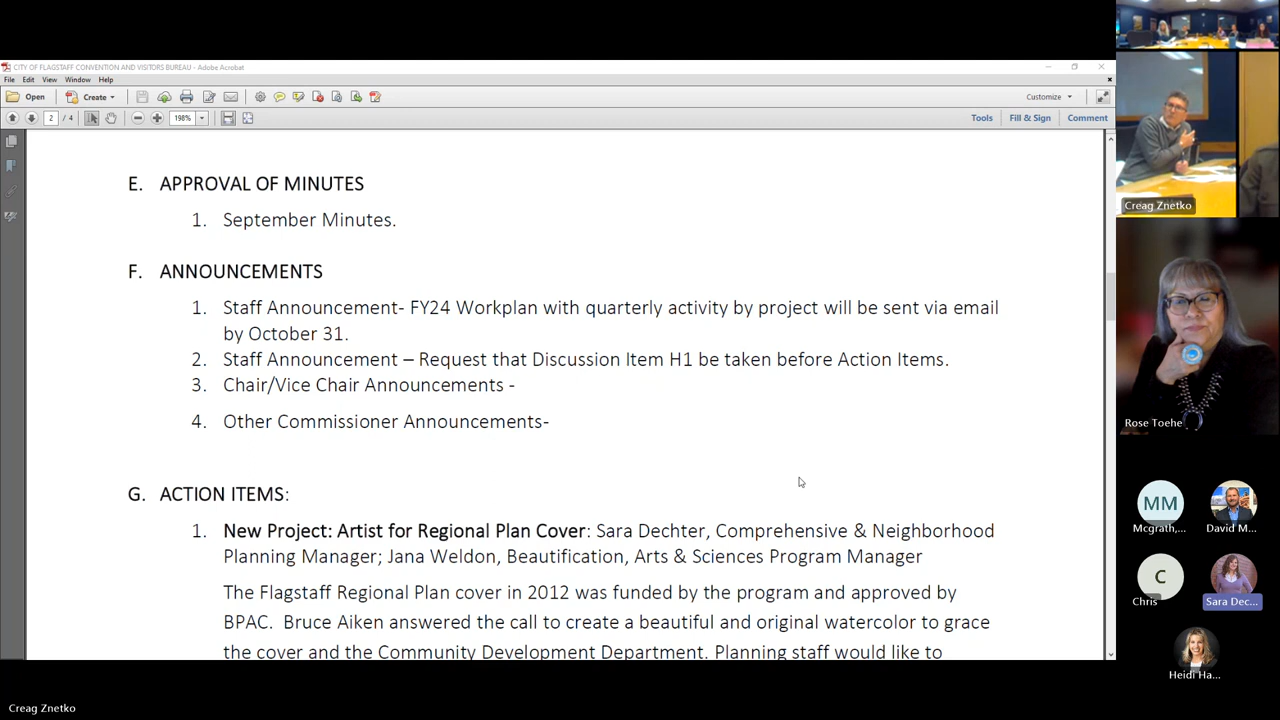 CITY OF FLAGSTAFF CONVENTION AND VISITORS BUREAU - Adobe Acrobat
File Edit View Window Help
Open Create Customize
2 / 4 198% Tools Fill & Sign Comment
E. APPROVAL OF MINUTES
1. September Minutes.
F. ANNOUNCEMENTS
1. Staff Announcement- FY24 Workplan with quarterly activity by project will be sent via email
by October 31.
2. Staff Announcement – Request that Discussion Item H1 be taken before Action Items.
3. Chair/Vice Chair Announcements -
4. Other Commissioner Announcements-
G. ACTION ITEMS:
1. New Project: Artist for Regional Plan Cover: Sara Dechter, Comprehensive & Neighborhood
Planning Manager; Jana Weldon, Beautification, Arts & Sciences Program Manager
The Flagstaff Regional Plan cover in 2012 was funded by the program and approved by
BPAC. Bruce Aiken answered the call to create a beautiful and original watercolor to grace
the cover and the Community Development Department. Planning staff would like to
Creag Znetko
Rose Toehe
MM
Mcgrath,...
David M...
C
Chris
Sara Dec...
Heidi Ha...
Creag Znetko